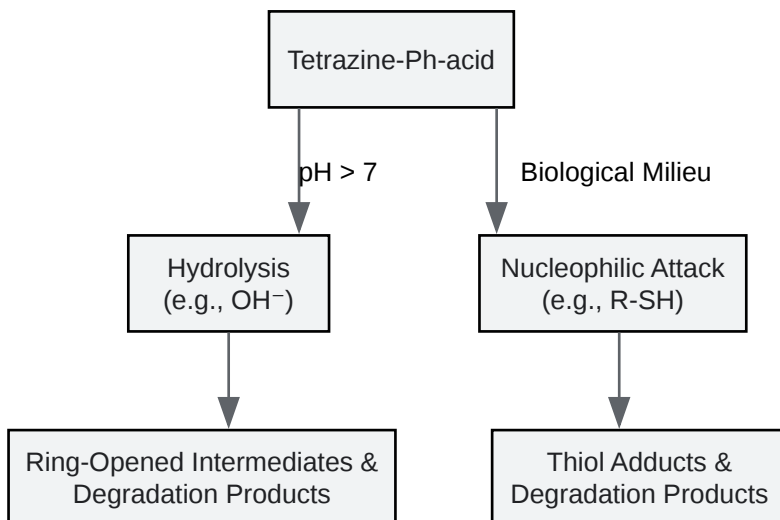 Tetrazine-Ph-acid
pH > 7
Biological Milieu
Hydrolysis
(e.g., OH⁻)
Nucleophilic Attack
(e.g., R-SH)
Ring-Opened Intermediates &
Degradation Products
Thiol Adducts &
Degradation Products